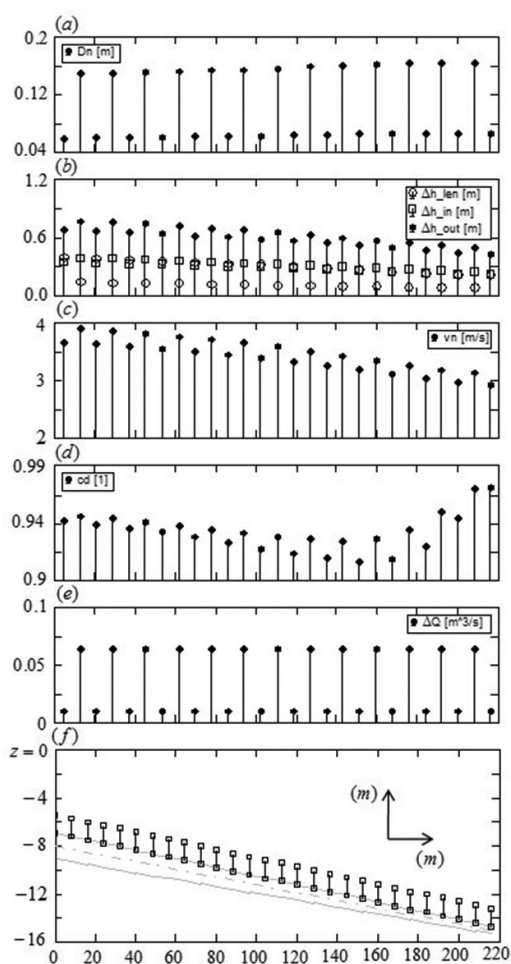 (a)
0.2
Dn [m]
0.12
0.04
(b)
1.2
Δh_len [m]
Δh_in [m]
Δh_out [m]
0.6
0.0
(c)
4
vn [m/s]
3
2
(d)
0.99
cd [1]
0.94
0.9
(e)
0.1
ΔQ [m^3/s]
0.05
0
(f)
z = 0
(m)
−4
(m)
−8
−12
−16
0 20 40 60 80 100 120 140 160 180 200 220